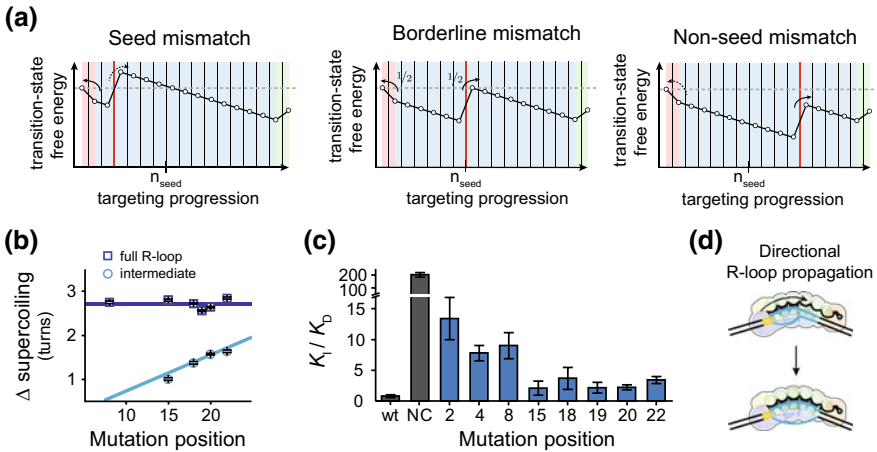 (a)
Seed mismatch
Borderline mismatch
Non-seed mismatch
transition-state
free energy
n_seed
targeting progression
transition-state
free energy
1/2
1/2
n_seed
targeting progression
transition-state
free energy
n_seed
targeting progression
(b)
full R-loop
intermediate
Δ supercoiling
(turns)
3
2
1
10
15
20
Mutation position
(c)
K_I / K_D
200
100
15
10
5
0
wt
NC
2
4
8
15
18
19
20
22
Mutation position
(d)
Directional
R-loop propagation